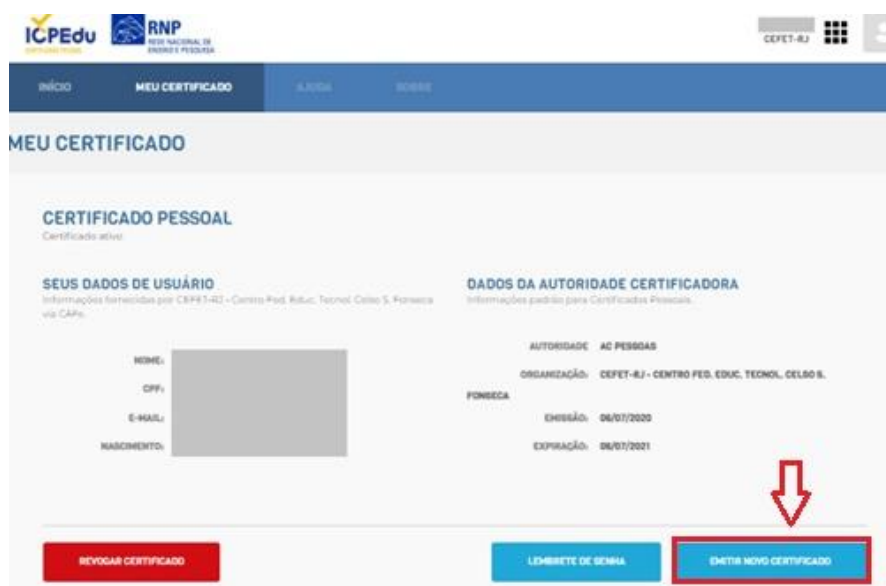 ICPEdu
RNP
REDE NACIONAL DE
ENSINO E PESQUISA
CEFET-RJ
INÍCIO MEU CERTIFICADO AJUDA SOBRE
MEU CERTIFICADO
CERTIFICADO PESSOAL
Certificado ativo
SEUS DADOS DE USUÁRIO
Informações fornecidas por CEFET-RJ - Centro Fed. Educ. Tecnol. Celso S. Fonseca
via CAFe.
NOME:
CPF:
E-MAIL:
NASCIMENTO:
DADOS DA AUTORIDADE CERTIFICADORA
Informações padrão para Certificados Pessoais.
AUTORIDADE AC PESSOAS
ORGANIZAÇÃO: CEFET-RJ - CENTRO FED. EDUC. TECNOL. CELSO S.
FONSECA
EMISSÃO: 06/07/2020
EXPIRAÇÃO: 06/07/2021
REVOGAR CERTIFICADO
LEMBRETE DE SENHA
EMITIR NOVO CERTIFICADO